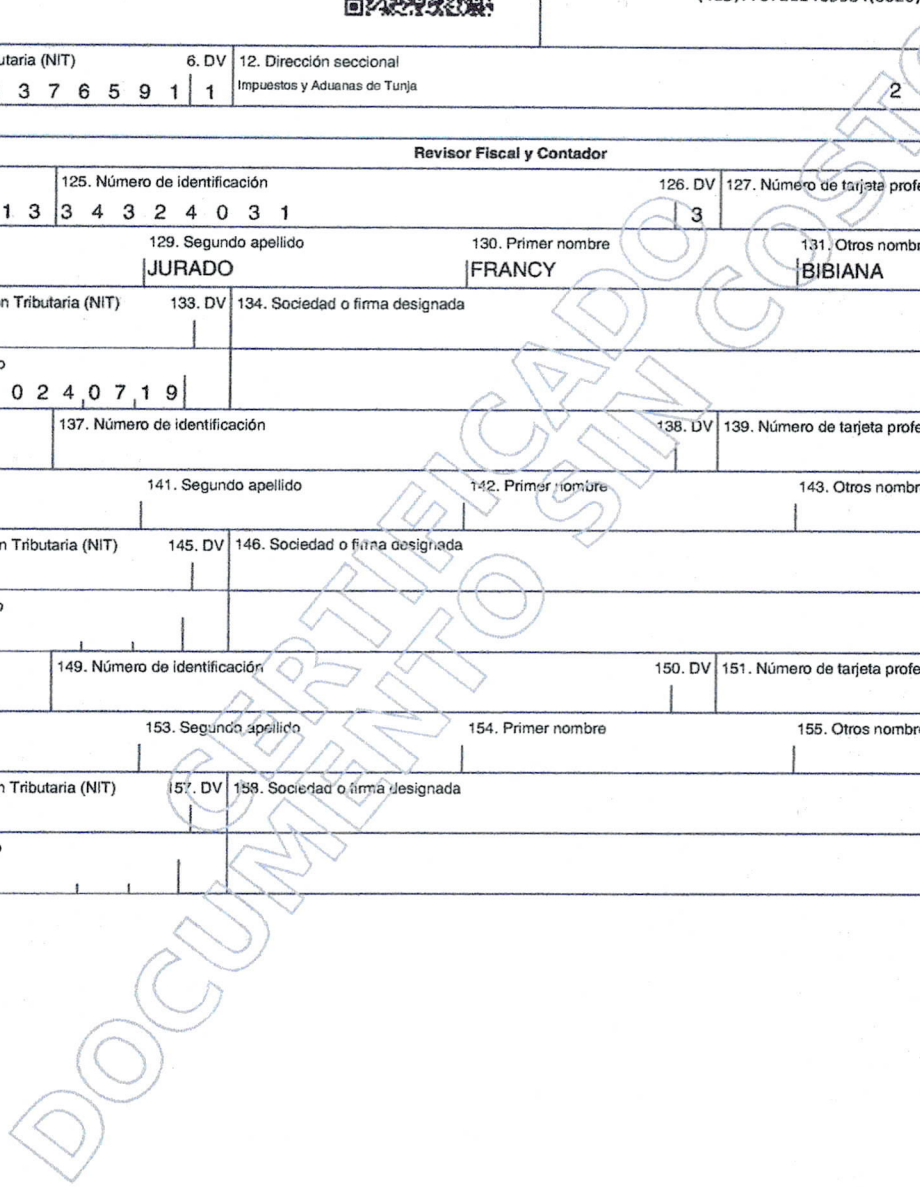 utaria (NIT) 6. DV 12. Dirección seccional
3 7 6 5 9 1 1 Impuestos y Aduanas de Tunja 2
Revisor Fiscal y Contador
125. Número de identificación 126. DV 127. Número de tarjeta profe
1 3 3 4 3 2 4 0 3 1 3
129. Segundo apellido 130. Primer nombre 131. Otros nombr
JURADO FRANCY BIBIANA
n Tributaria (NIT) 133. DV 134. Sociedad o firma designada
o
0 2 4 0 7 1 9
137. Número de identificación 138. DV 139. Número de tarjeta profe
141. Segundo apellido 142. Primer nombre 143. Otros nombr
n Tributaria (NIT) 145. DV 146. Sociedad o firma designada
o
149. Número de identificación 150. DV 151. Número de tarjeta profe
153. Segundo apellido 154. Primer nombre 155. Otros nombre
n Tributaria (NIT) 157. DV 158. Sociedad o firma designada
o
CERTIFICADO
DOCUMENTO SIN COSTO